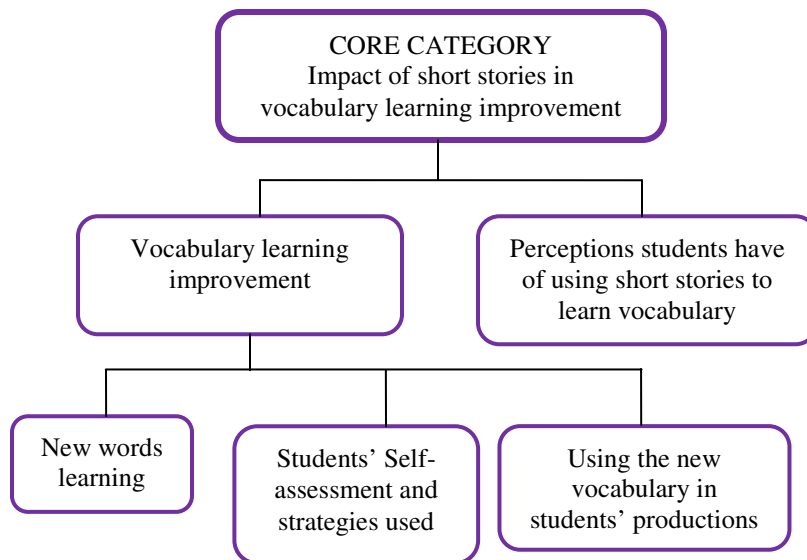 CORE CATEGORY
Impact of short stories in
vocabulary learning improvement
Vocabulary learning
improvement
Perceptions students have
of using short stories to
learn vocabulary
New words
learning
Students’ Self-
assessment and
strategies used
Using the new
vocabulary in
students’ productions